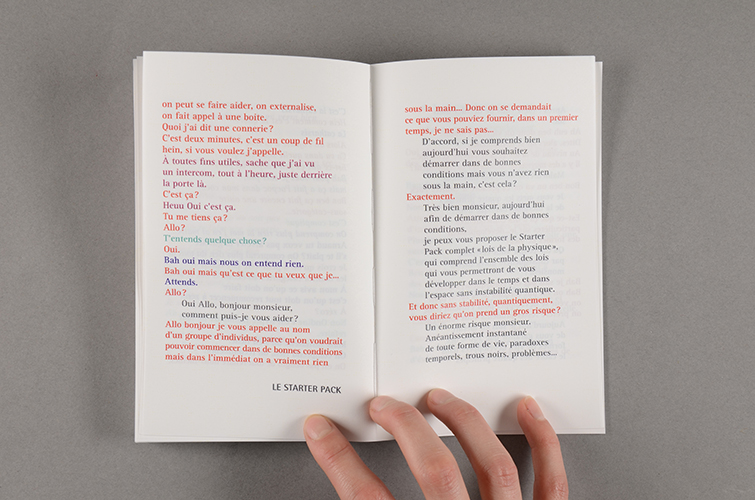 on peut se faire aider, on externalise,
on fait appel à une boite.
Quoi j'ai dit une connerie ?
C'est deux minutes, c'est un coup de fil
hein, si vous voulez j'appelle.
À toutes fins utiles, sache que j'ai vu
un intercom, tout à l'heure, juste derrière
la porte là.
C'est ça ?
Heuu Oui c'est ça.
Tu me tiens ça ?
Allo ?
T'entends quelque chose ?
Oui.
Bah oui mais nous on entend rien.
Bah oui mais qu'est ce que tu veux que je...
Attends.
Allo ?
Oui Allo, bonjour monsieur,
comment puis-je vous aider ?
Allo bonjour je vous appelle au nom
d'un groupe d'individus, parce qu'on voudrait
pouvoir commencer dans de bonnes conditions
mais dans l'immédiat on a vraiment rien
LE STARTER PACK
sous la main... Donc on se demandait
ce que vous pouviez fournir, dans un premier
temps, je ne sais pas...
D'accord, si je comprends bien
aujourd'hui vous souhaitez
démarrer dans de bonnes
conditions mais vous n'avez rien
sous la main, c'est cela ?
Exactement.
Très bien monsieur, aujourd'hui
afin de démarrer dans de bonnes
conditions,
je peux vous proposer le Starter
Pack complet « lois de la physique »,
qui comprend l'ensemble des lois
qui vous permettront de vous
développer dans le temps et dans
l'espace sans instabilité quantique.
Et donc sans stabilité, quantiquement,
vous diriez qu'on prend un gros risque ?
Un énorme risque monsieur.
Anéantissement instantané
de toute forme de vie, paradoxes
temporels, trous noirs, problèmes...